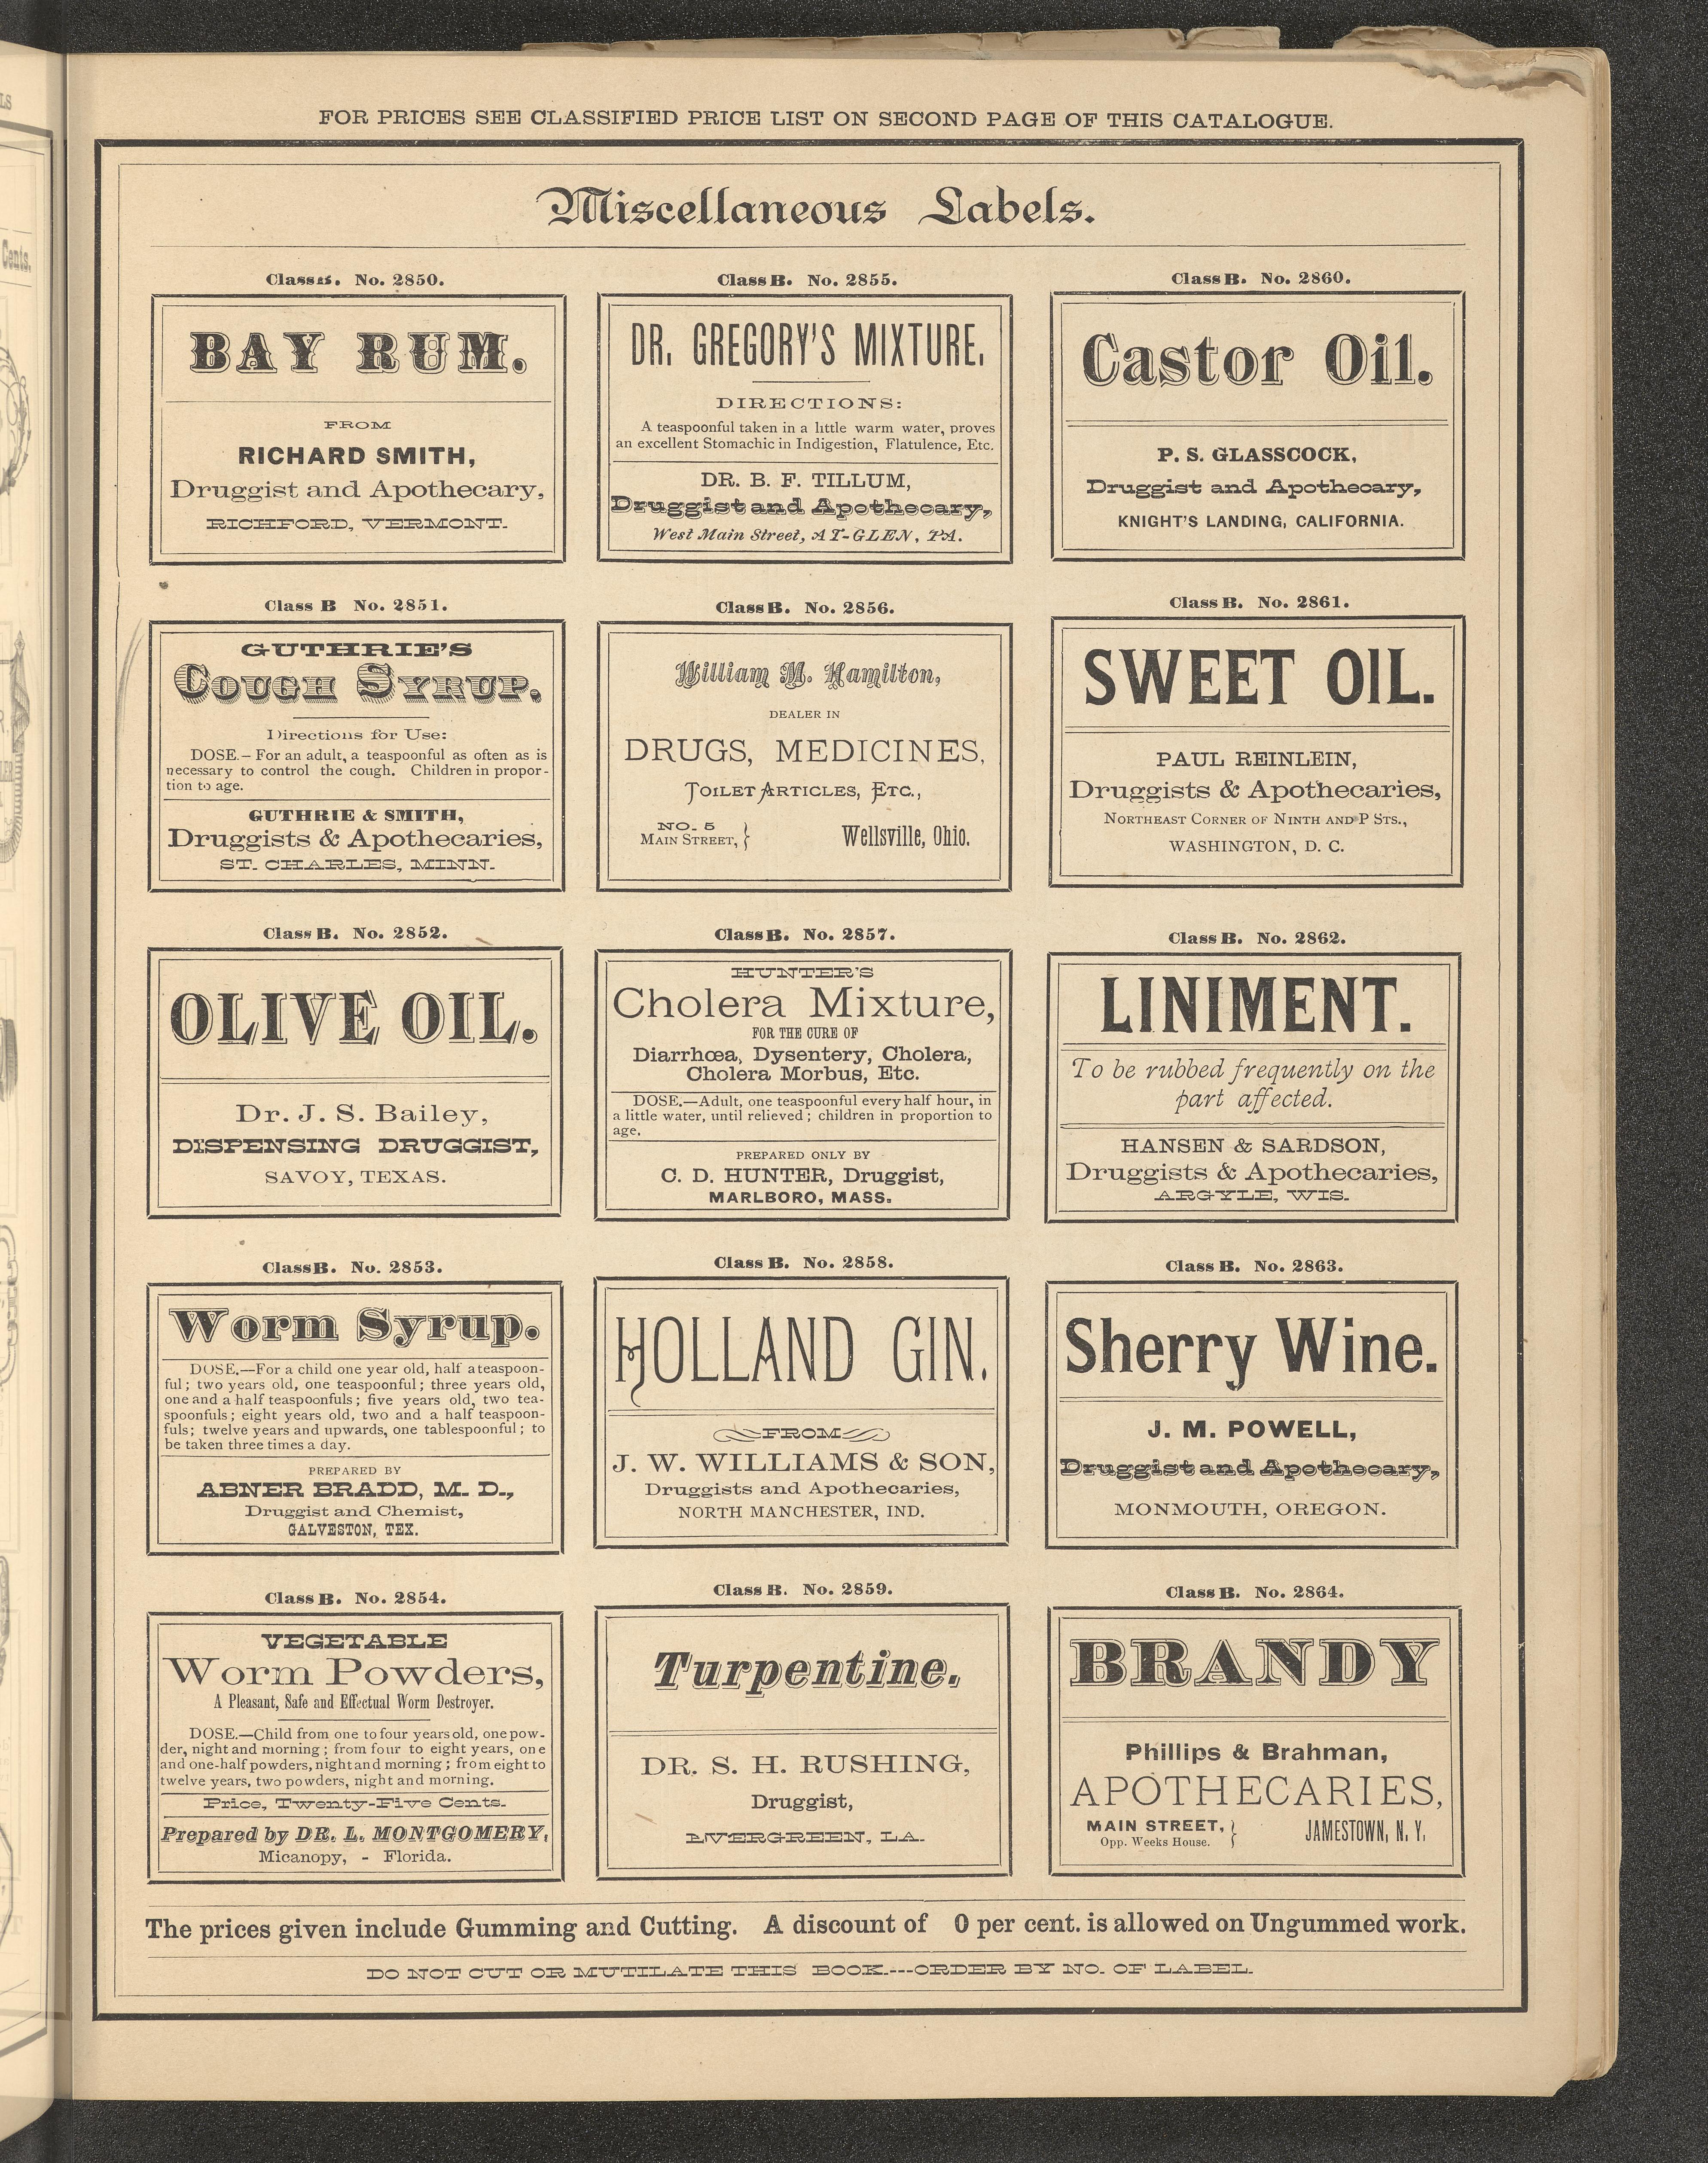 FOR PRICES SEE CLASSIFIED PRICE LIST ON SECOND PAGE OF THIS CATALOGUE.
Miscellaneous Labels.
Class B. No. 2850.
BAY RUM.
FROM
RICHARD SMITH,
Druggist and Apothecary,
RICHFORD, VERMONT.
Class B No. 2851.
GUTHRIE'S
COUGH SYRUP.
Directions for Use:
DOSE.—For an adult, a teaspoonful as often as is
necessary to control the cough. Children in propor-
tion to age.
GUTHRIE & SMITH,
Druggists & Apothecaries,
ST. CHARLES, MINN.
Class B. No. 2852.
OLIVE OIL.
Dr. J. S. Bailey,
DISPENSING DRUGGIST,
SAVOY, TEXAS.
Class B. No. 2853.
Worm Syrup.
DOSE.—For a child one year old, half a teaspoon-
ful; two years old, one teaspoonful; three years old,
one and a half teaspoonfuls; five years old, two tea-
spoonfuls; eight years old, two and a half teaspoon-
fuls; twelve years and upwards, one tablespoonful; to
be taken three times a day.
PREPARED BY
ABNER BRADD, M. D.,
Druggist and Chemist,
GALVESTON, TEX.
Class B. No. 2854.
VEGETABLE
Worm Powders,
A Pleasant, Safe and Effectual Worm Destroyer.
DOSE.—Child from one to four years old, one pow-
der, night and morning; from four to eight years, one
and one-half powders, night and morning; from eight to
twelve years, two powders, night and morning.
Price, Twenty-Five Cents.
Prepared by DR. L. MONTGOMERY,
Micanopy, - Florida.
Class B. No. 2855.
DR. GREGORY'S MIXTURE.
DIRECTIONS:
A teaspoonful taken in a little warm water, proves
an excellent Stomachic in Indigestion, Flatulence, Etc.
DR. B. F. TILLUM,
Druggist and Apothecary,
West Main Street, AT-GLEN, PA.
Class B. No. 2856.
William M. Hamilton,
DEALER IN
DRUGS, MEDICINES,
TOILET ARTICLES, ETC.,
NO. 5
MAIN STREET, } Wellsville, Ohio.
Class B. No. 2857.
HUNTER'S
Cholera Mixture,
FOR THE CURE OF
Diarrhœa, Dysentery, Cholera,
Cholera Morbus, Etc.
DOSE.—Adult, one teaspoonful every half hour, in
a little water, until relieved; children in proportion to
age.
PREPARED ONLY BY
C. D. HUNTER, Druggist,
MARLBORO, MASS.
Class B. No. 2858.
HOLLAND GIN.
FROM
J. W. WILLIAMS & SON,
Druggists and Apothecaries,
NORTH MANCHESTER, IND.
Class B. No. 2859.
Turpentine.
DR. S. H. RUSHING,
Druggist,
EVERGREEN, LA.
Class B. No. 2860.
Castor Oil.
P. S. GLASSCOCK,
Druggist and Apothecary,
KNIGHT'S LANDING, CALIFORNIA.
Class B. No. 2861.
SWEET OIL.
PAUL REINLEIN,
Druggists & Apothecaries,
NORTHEAST CORNER OF NINTH AND P STS.,
WASHINGTON, D. C.
Class B. No. 2862.
LINIMENT.
To be rubbed frequently on the
part affected.
HANSEN & SARDSON,
Druggists & Apothecaries,
ARGYLE, WIS.
Class B. No. 2863.
Sherry Wine.
J. M. POWELL,
Druggist and Apothecary,
MONMOUTH, OREGON.
Class B. No. 2864.
BRANDY
Phillips & Brahman,
APOTHECARIES,
MAIN STREET, } JAMESTOWN, N. Y.
Opp. Weeks House.
The prices given include Gumming and Cutting. A discount of 0 per cent. is allowed on Ungummed work.
DO NOT CUT OR MUTILATE THIS BOOK.---ORDER BY NO. OF LABEL.
Cents.